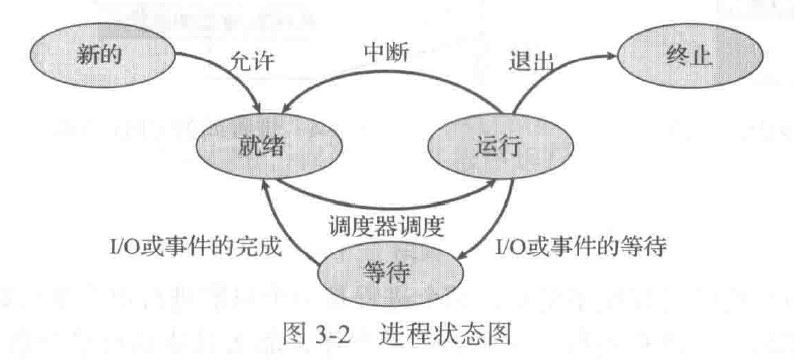 新的
允许
中断
退出
终止
就绪
运行
调度器调度
I/O或事件的完成
I/O或事件的等待
等待
图 3-2 进程状态图